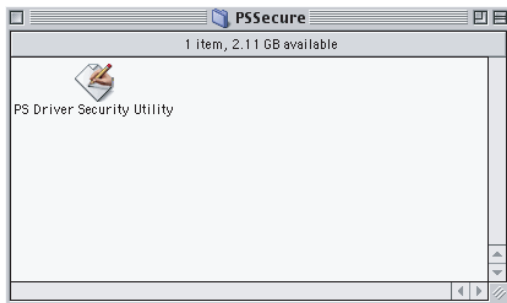 PSSecure
1 item, 2.11 GB available
PS Driver Security Utility